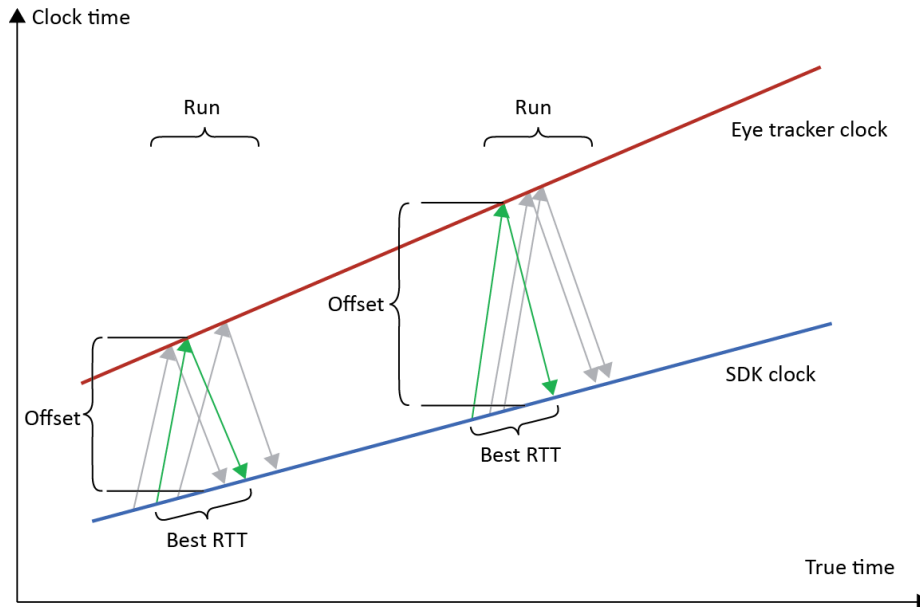 Clock time
Run
Run
Eye tracker clock
Offset
SDK clock
Offset
Best RTT
Best RTT
True time